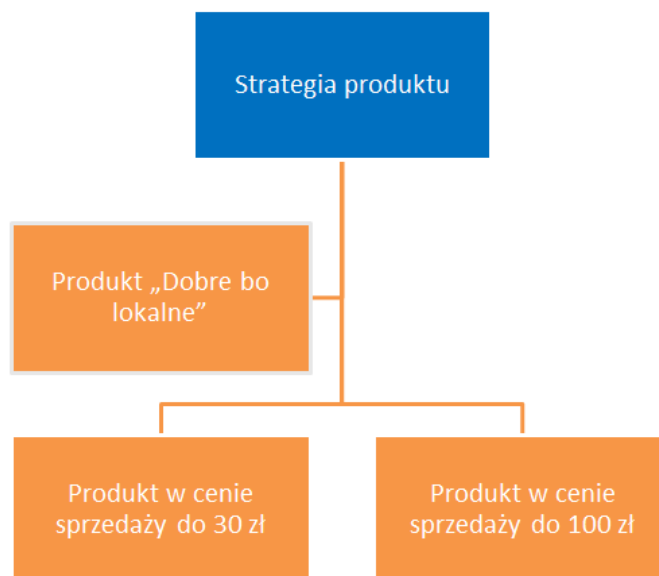 Strategia produktu
Produkt „Dobre bo
lokalne”
Produkt w cenie
sprzedaży do 30 zł
Produkt w cenie
sprzedaży do 100 zł